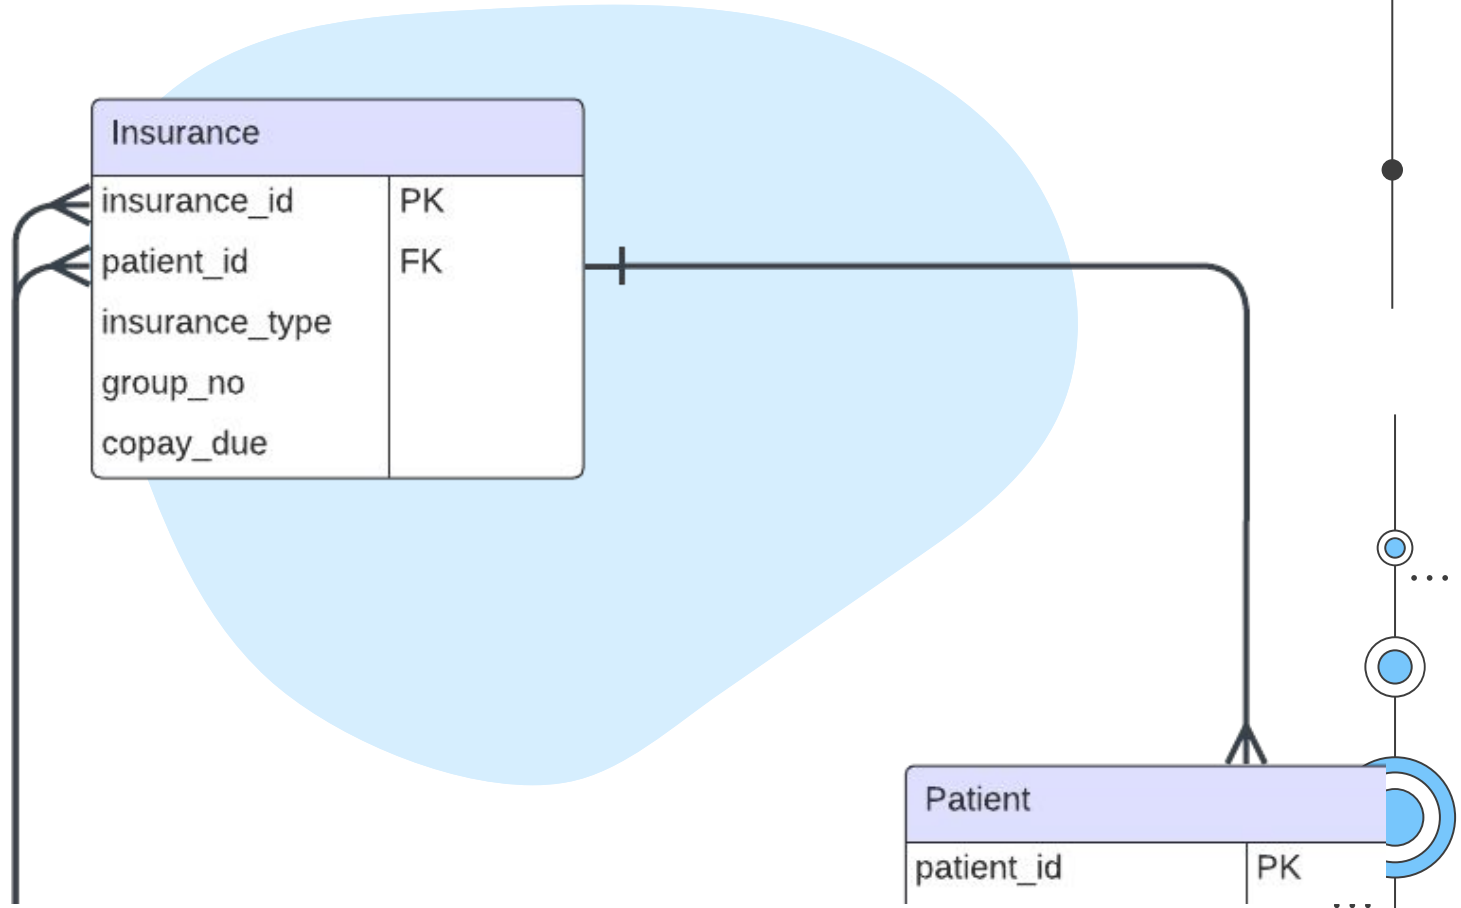 Insurance
insurance_id PK
patient_id FK
insurance_type
group_no
copay_due
Patient
patient_id PK